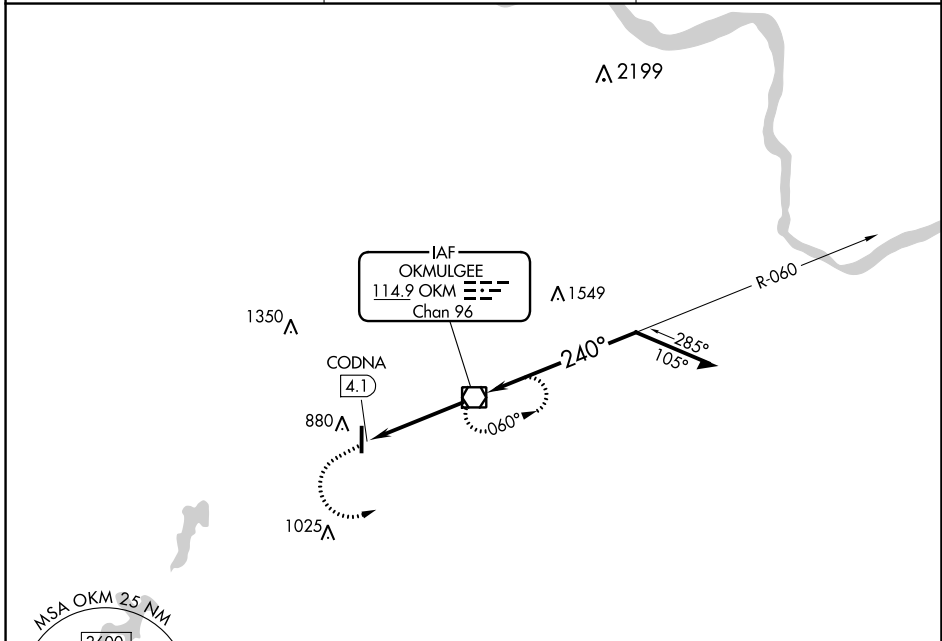 2199
IAF
OKMULGEE
114.9 OKM
Chan 96
1549
R-060
1350
285°
105°
240°
CODNA
4.1
880
060°
1025
MSA OKM 25 NM